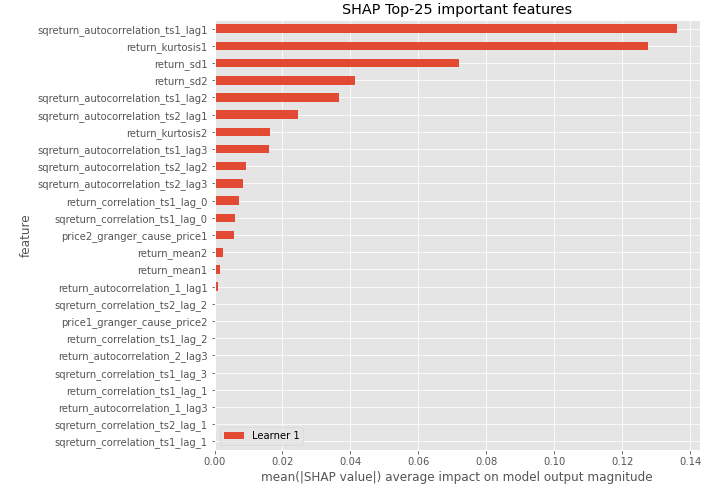 SHAP Top-25 important features
sqreturn_autocorrelation_ts1_lag1
return_kurtosis1
return_sd1
return_sd2
sqreturn_autocorrelation_ts1_lag2
sqreturn_autocorrelation_ts2_lag1
return_kurtosis2
sqreturn_autocorrelation_ts1_lag3
sqreturn_autocorrelation_ts2_lag2
sqreturn_autocorrelation_ts2_lag3
return_correlation_ts1_lag_0
sqreturn_correlation_ts1_lag_0
price2_granger_cause_price1
return_mean2
return_mean1
return_autocorrelation_1_lag1
sqreturn_correlation_ts2_lag_2
price1_granger_cause_price2
return_correlation_ts1_lag_2
return_autocorrelation_2_lag3
sqreturn_correlation_ts1_lag_3
return_correlation_ts1_lag_1
return_autocorrelation_1_lag3
sqreturn_correlation_ts2_lag_1
sqreturn_correlation_ts1_lag_1
feature
Learner 1
0.00 0.02 0.04 0.06 0.08 0.10 0.12 0.14
mean(|SHAP value|) average impact on model output magnitude